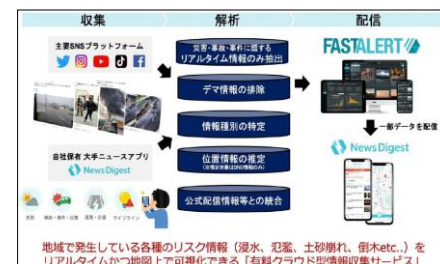 収集
解析
配信
主要SNSプラットフォーム
災害・事故・事件に関する
リアルタイム情報のみ抽出
デマ情報の排除
情報種別の特定
位置情報の推定
公式配信情報等との統合
自社保有 大手ニュースアプリ
NewsDigest
FASTALERT
一部データを配信
NewsDigest
地域で発生している各種のリスク情報（浸水、氾濫、土砂崩れ、倒木etc..）を
リアルタイムかつ地図上で可視化できる「有料クラウド型情報収集サービス」